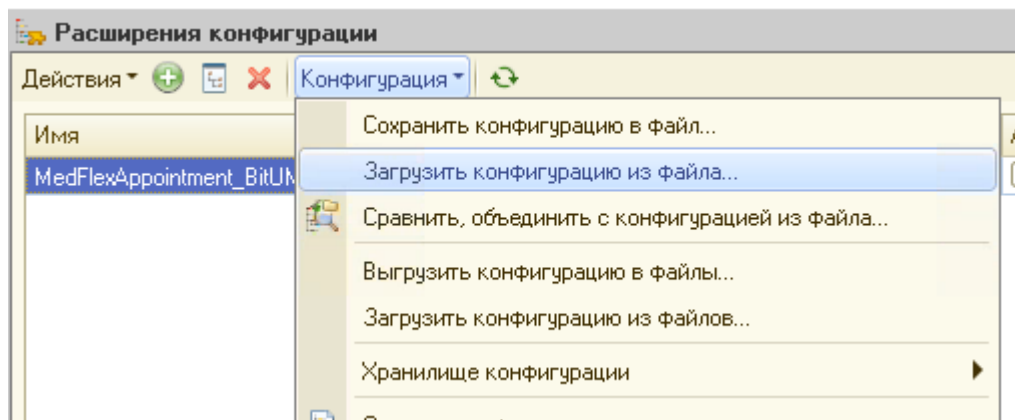 Расширения конфигурации
Действия Конфигурация
Имя
Сохранить конфигурацию в файл...
MedFlexAppointment_BitUM
Загрузить конфигурацию из файла...
Сравнить, объединить с конфигурацией из файла...
Выгрузить конфигурацию в файлы...
Загрузить конфигурацию из файлов...
Хранилище конфигурации